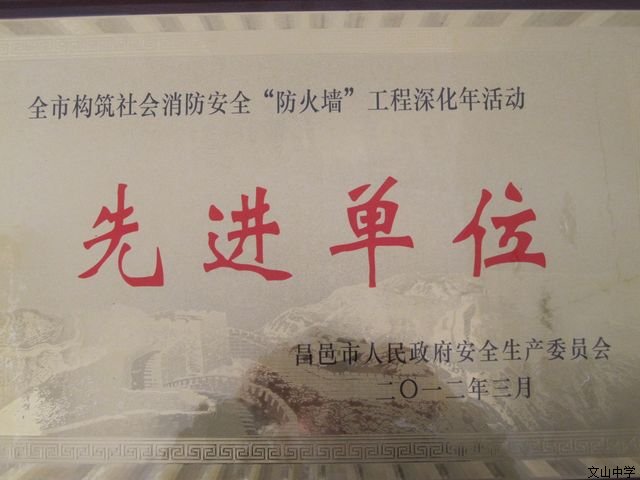 全市构筑社会消防安全“防火墙”工程深化年活动
先进单位
昌邑市人民政府安全生产委员会
二〇一二年三月
文山中学